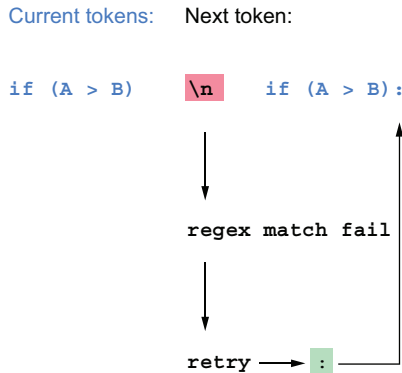 Current tokens: Next token:
if (A > B) \n if (A > B):
regex match fail
retry :